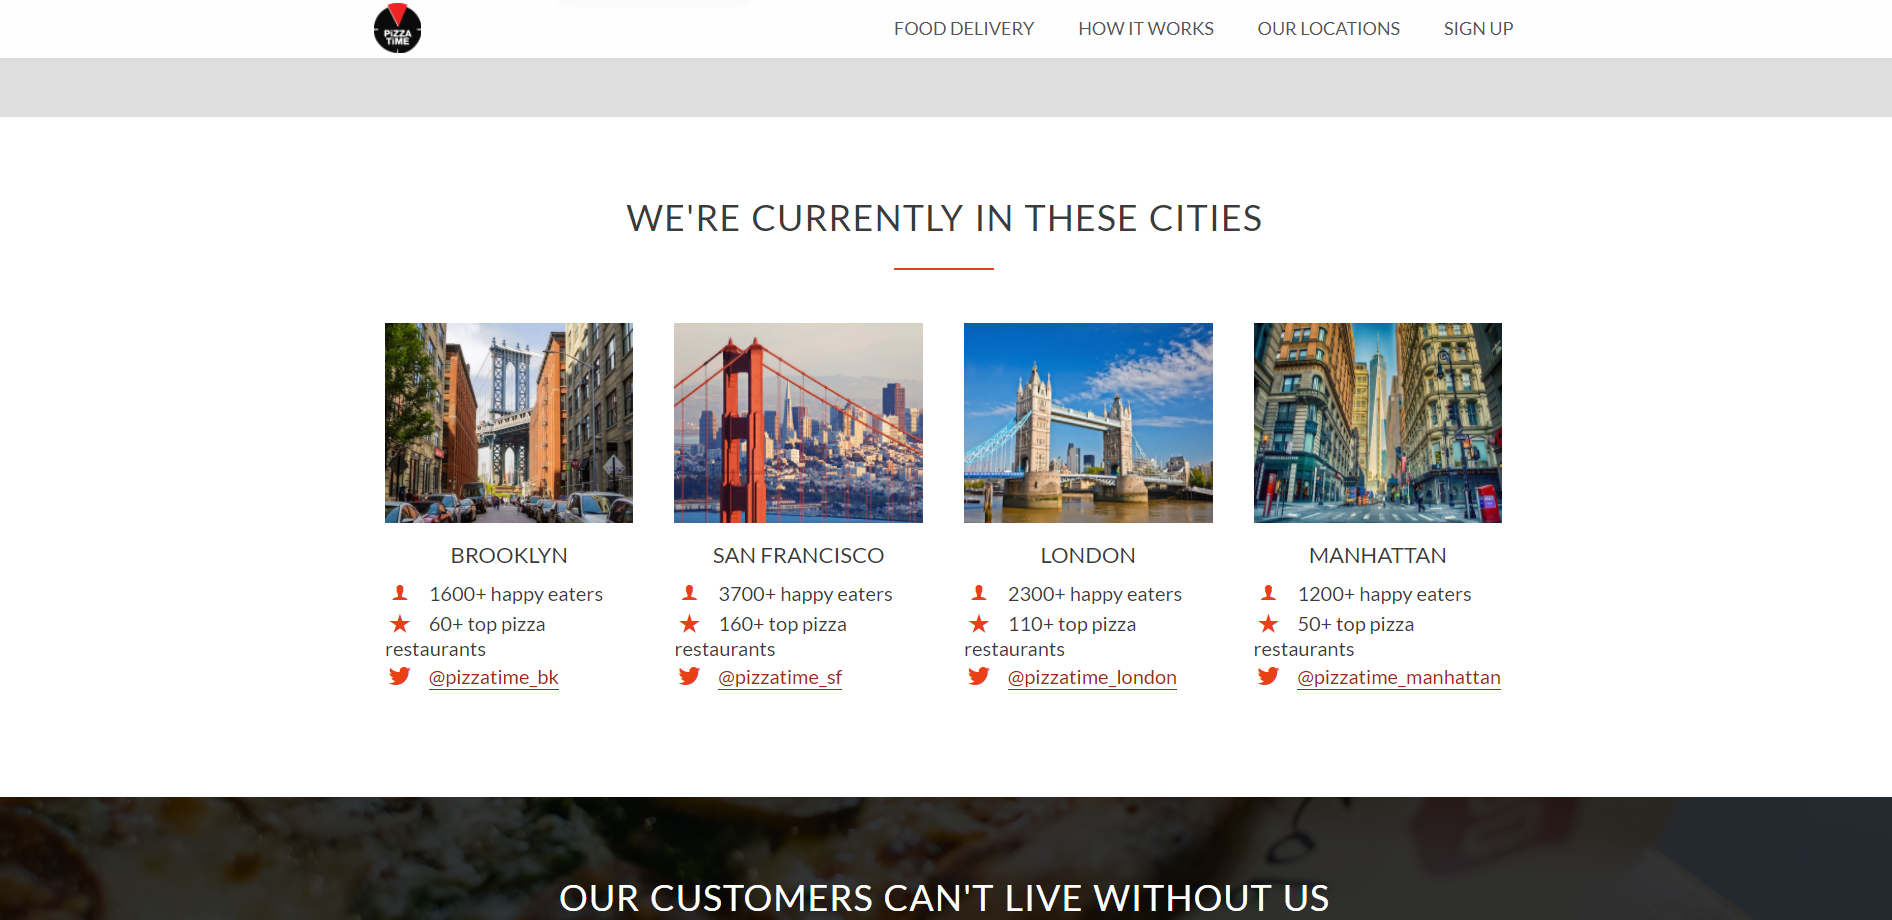 PiZZA
TiME
FOOD DELIVERY
HOW IT WORKS
OUR LOCATIONS
SIGN UP
WE'RE CURRENTLY IN THESE CITIES
BROOKLYN
1600+ happy eaters
60+ top pizza
restaurants
@pizzatime_bk
SAN FRANCISCO
3700+ happy eaters
160+ top pizza
restaurants
@pizzatime_sf
LONDON
2300+ happy eaters
110+ top pizza
restaurants
@pizzatime_london
MANHATTAN
1200+ happy eaters
50+ top pizza
restaurants
@pizzatime_manhattan
OUR CUSTOMERS CAN'T LIVE WITHOUT US